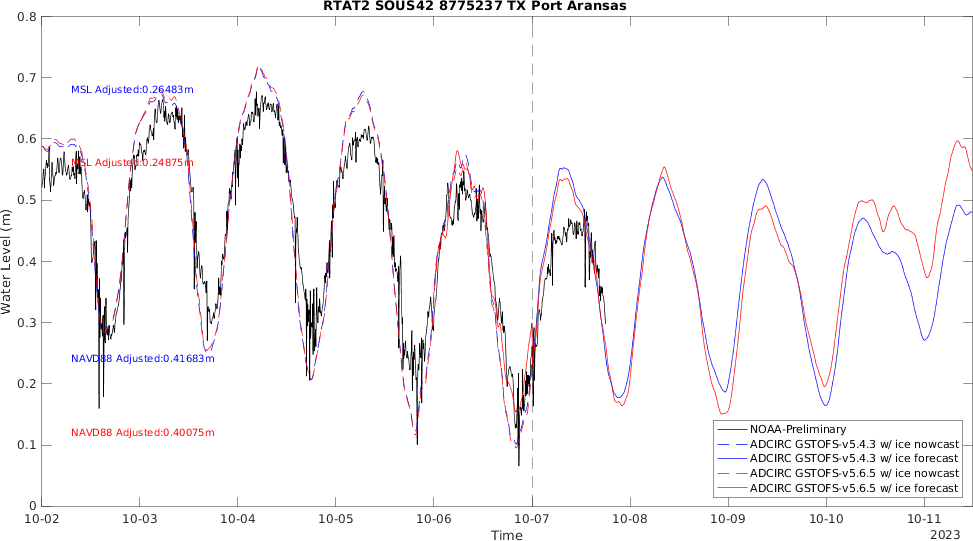 RTAT2 SOUS42 8775237 TX Port Aransas
0.8
0.7
0.6
0.5
0.4
0.3
0.2
0.1
0
Water Level (m)
MSL Adjusted:0.26483m
MSL Adjusted:0.24875m
NAVD88 Adjusted:0.41683m
NAVD88 Adjusted:0.40075m
NOAA-Preliminary
ADCIRC GSTOFS-v5.4.3 w/ ice nowcast
ADCIRC GSTOFS-v5.4.3 w/ ice forecast
ADCIRC GSTOFS-v5.6.5 w/ ice nowcast
ADCIRC GSTOFS-v5.6.5 w/ ice forecast
10-02 10-03 10-04 10-05 10-06 10-07 10-08 10-09 10-10 10-11
Time
2023